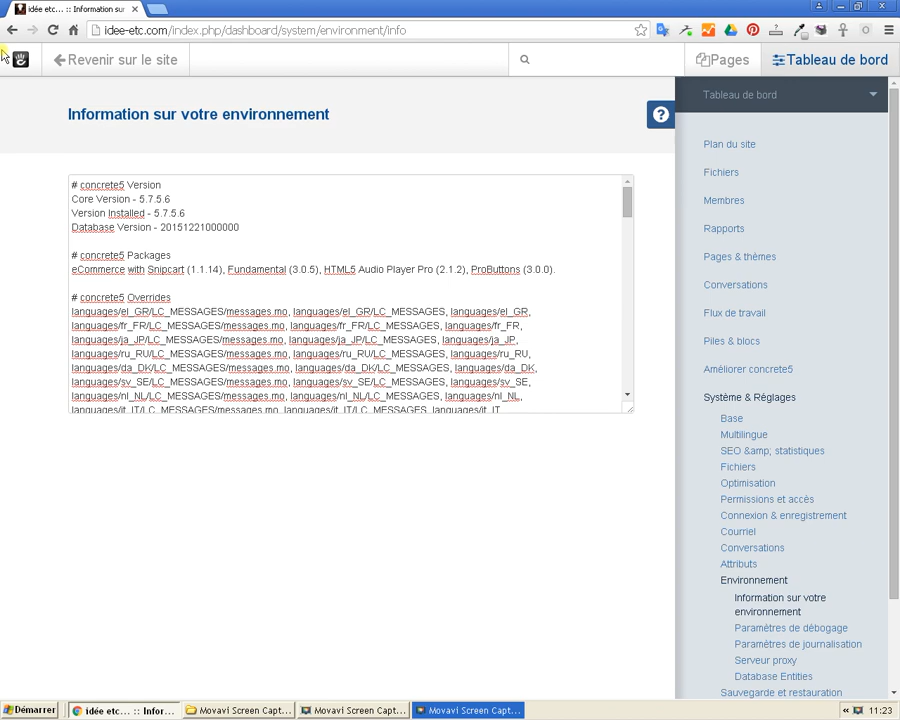 idée etc... :: Information sur
idee-etc.com/index.php/dashboard/system/environment/info
Revenir sur le site
Pages
Tableau de bord
Information sur votre environnement
?
Tableau de bord
# concrete5 Version
Core Version - 5.7.5.6
Version Installed - 5.7.5.6
Database Version - 20151221000000
# concrete5 Packages
eCommerce with Snipcart (1.1.14), Fundamental (3.0.5), HTML5 Audio Player Pro (2.1.2), ProButtons (3.0.0).
# concrete5 Overrides
languages/el_GR/LC_MESSAGES/messages.mo, languages/el_GR/LC_MESSAGES, languages/el_GR,
languages/fr_FR/LC_MESSAGES/messages.mo, languages/fr_FR/LC_MESSAGES, languages/fr_FR,
languages/ja_JP/LC_MESSAGES/messages.mo, languages/ja_JP/LC_MESSAGES, languages/ja_JP,
languages/ru_RU/LC_MESSAGES/messages.mo, languages/ru_RU/LC_MESSAGES, languages/ru_RU,
languages/da_DK/LC_MESSAGES/messages.mo, languages/da_DK/LC_MESSAGES, languages/da_DK,
languages/sv_SE/LC_MESSAGES/messages.mo, languages/sv_SE/LC_MESSAGES, languages/sv_SE,
languages/nl_NL/LC_MESSAGES/messages.mo, languages/nl_NL/LC_MESSAGES, languages/nl_NL,
languages/it_IT/LC_MESSAGES/messages.mo, languages/it_IT/LC_MESSAGES, languages/it_IT
Plan du site
Fichiers
Membres
Rapports
Pages & thèmes
Conversations
Flux de travail
Piles & blocs
Améliorer concrete5
Système & Réglages
Base
Multilingue
SEO &amp; statistiques
Fichiers
Optimisation
Permissions et accès
Connexion & enregistrement
Courriel
Conversations
Attributs
Environnement
Information sur votre
environnement
Paramètres de débogage
Paramètres de journalisation
Serveur proxy
Database Entities
Sauvegarde et restauration
Démarrer
idée etc... :: Infor...
Movavi Screen Capt...
Movavi Screen Capt...
Movavi Screen Capt...
11:23